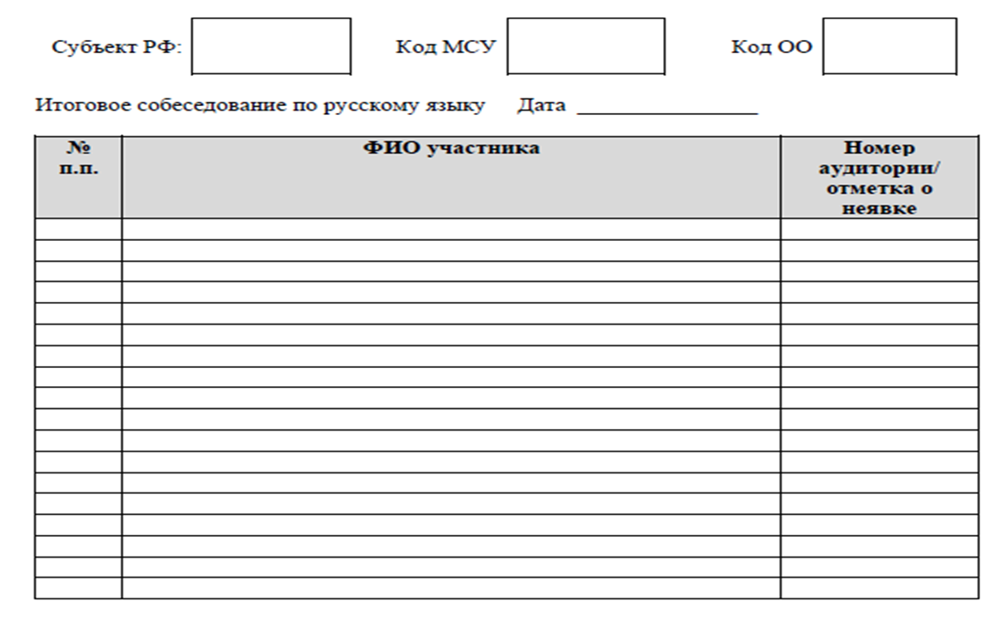 Субъект РФ: Код МСУ Код ОО
Итоговое собеседование по русскому языку Дата
№ п.п.
ФИО участника
Номер аудитории/ отметка о неявке